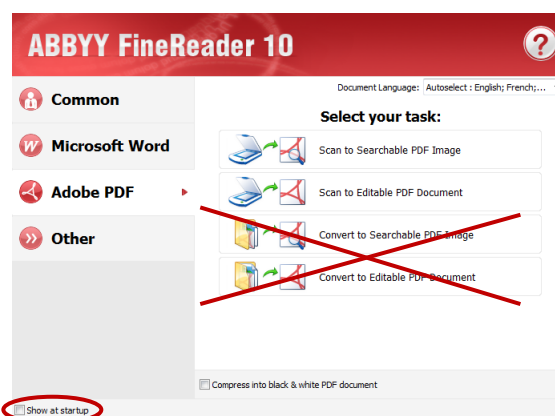 ABBYY FineReader 10
?
Document Language: Autoselect : English; French;...
Common
Microsoft Word
Adobe PDF
Other
Select your task:
Scan to Searchable PDF Image
Scan to Editable PDF Document
Convert to Searchable PDF Image
Convert to Editable PDF Document
Compress into black & white PDF document
Show at startup